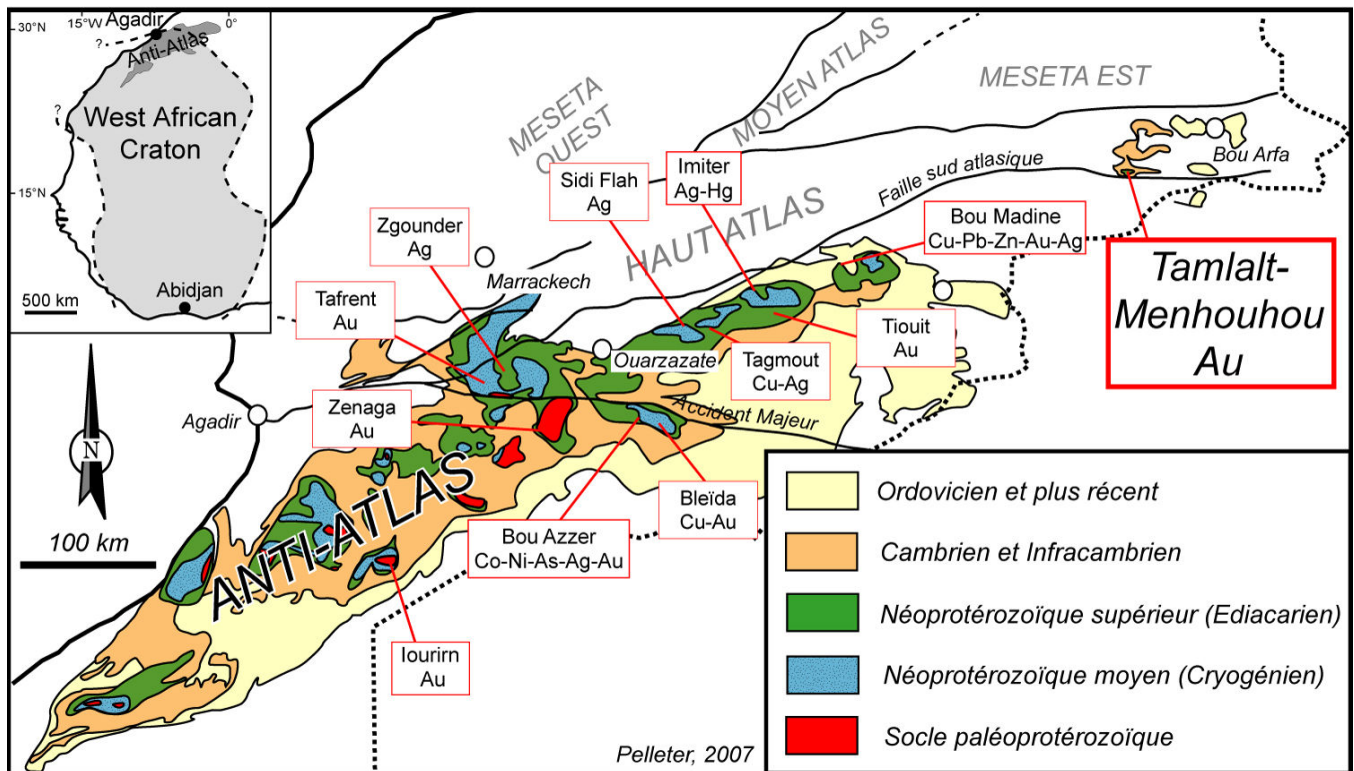 15°W
0°
30°N
Agadir
?
Anti-Atlas
?
West African
Craton
15°N
500 km
Abidjan
MESETA
OUEST
MOYEN ATLAS
MESETA EST
HAUT ATLAS
Faille sud atlasique
Bou Arfa
Sidi Flah
Ag
Imiter
Ag-Hg
Zgounder
Ag
Bou Madine
Cu-Pb-Zn-Au-Ag
Marrackech
Tafrent
Au
Tamlalt-
Menhouhou
Au
Ouarzazate
Tagmout
Cu-Ag
Tiouit
Au
N
Agadir
Zenaga
Au
Accident Majeur
100 km
ANTI-ATLAS
Bou Azzer
Co-Ni-As-Ag-Au
Bleïda
Cu-Au
Iourirn
Au
Ordovicien et plus récent
Cambrien et Infracambrien
Néoprotérozoïque supérieur (Ediacarien)
Néoprotérozoïque moyen (Cryogénien)
Socle paléoprotérozoïque
Pelleter, 2007